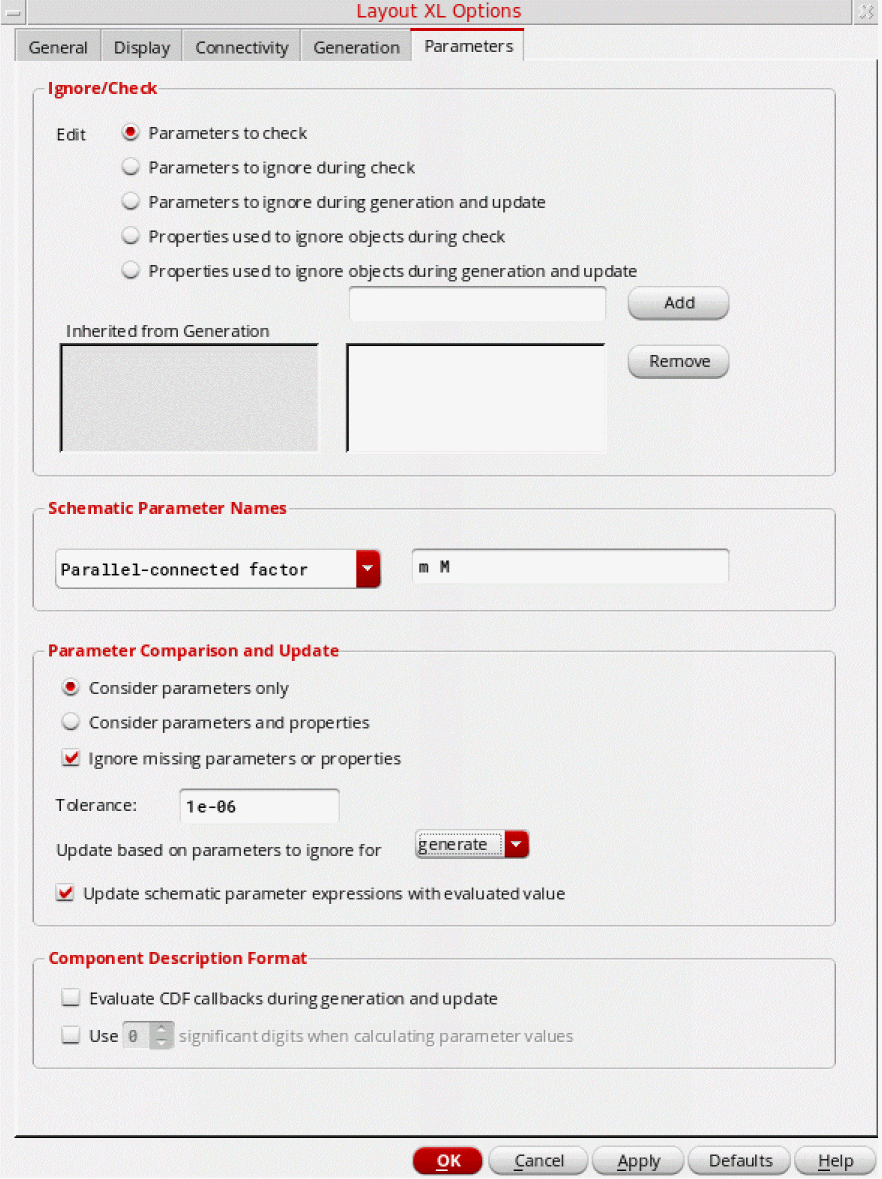 Layout XL Options
General Display Connectivity Generation Parameters
Ignore/Check
Edit Parameters to check
Parameters to ignore during check
Parameters to ignore during generation and update
Properties used to ignore objects during check
Properties used to ignore objects during generation and update
Add
Inherited from Generation
Remove
Schematic Parameter Names
Parallel-connected factor m M
Parameter Comparison and Update
Consider parameters only
Consider parameters and properties
Ignore missing parameters or properties
Tolerance: 1e-06
Update based on parameters to ignore for generate
Update schematic parameter expressions with evaluated value
Component Description Format
Evaluate CDF callbacks during generation and update
Use 0 significant digits when calculating parameter values
OK Cancel Apply Defaults Help